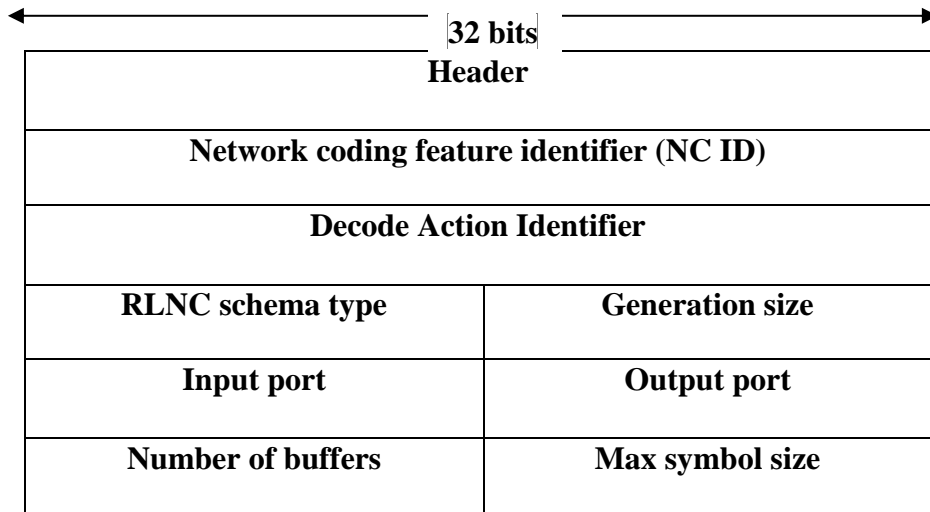 32 bits
Header
Network coding feature identifier (NC ID)
Decode Action Identifier
RLNC schema type
Generation size
Input port
Output port
Number of buffers
Max symbol size